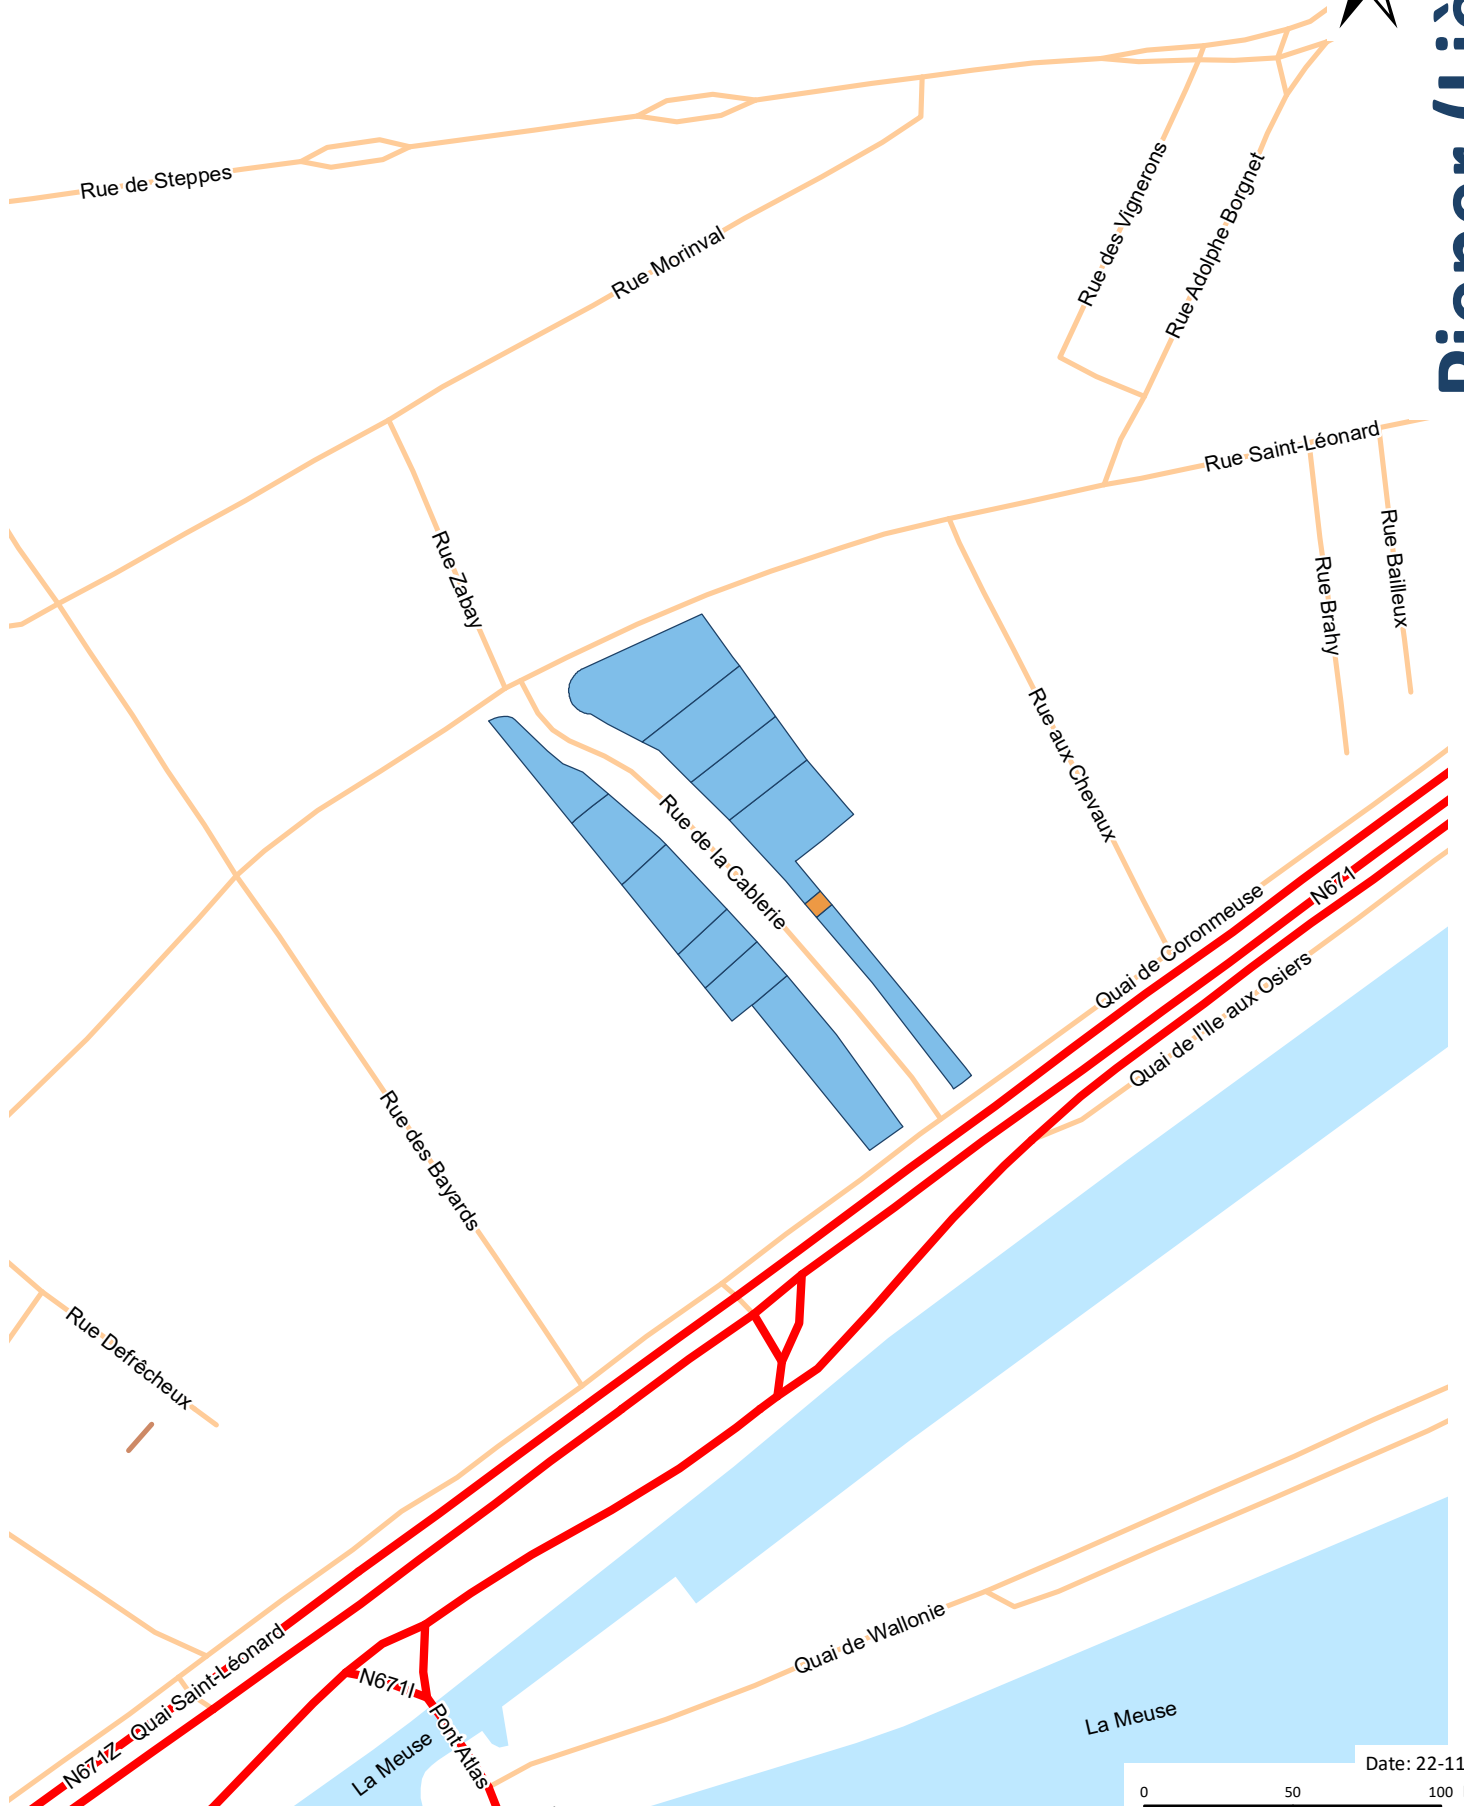 Rue de Steppes
Rue Morinval
Rue des Vignerons
Rue Adolphe Borgnet
Rue Saint-Léonard
Rue Zabay
Rue Brahy
Rue Bailleux
Rue aux Chevaux
Rue de la Cablerie
N671
Quai de Coronmeuse
Quai de l'Ile aux Osiers
Rue des Bayards
Rue Defrêcheux
Quai de Wallonie
Quai Saint-Léonard
N671I
N671Z
Pont Atlas
La Meuse
La Meuse
Date: 22-11
0 50 100